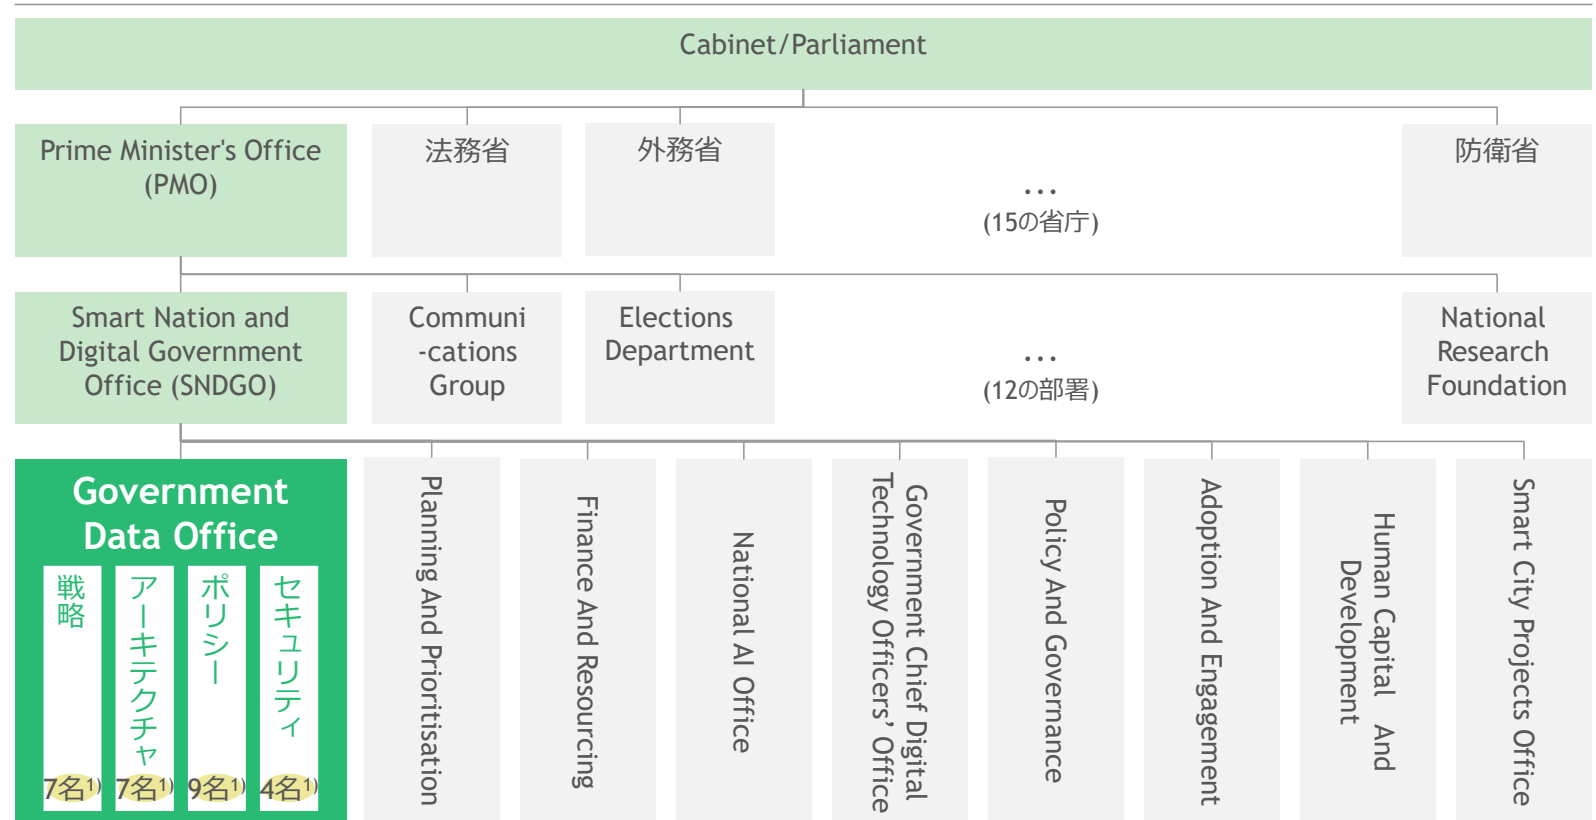 Cabinet/Parliament
Prime Minister's Office
(PMO)
法務省
外務省
...
(15の省庁)
防衛省
Smart Nation and
Digital Government
Office (SNDGO)
Communi
-cations
Group
Elections
Department
...
(12の部署)
National
Research
Foundation
Government
Data Office
戦略
7名1)
アーキテクチャ
7名1)
ポリシー
9名1)
セキュリティ
4名1)
Planning And Prioritisation
Finance And Resourcing
National AI Office
Government Chief Digital
Technology Officers’ Office
Policy And Governance
Adoption And Engagement
Human Capital And
Development
Smart City Projects Office